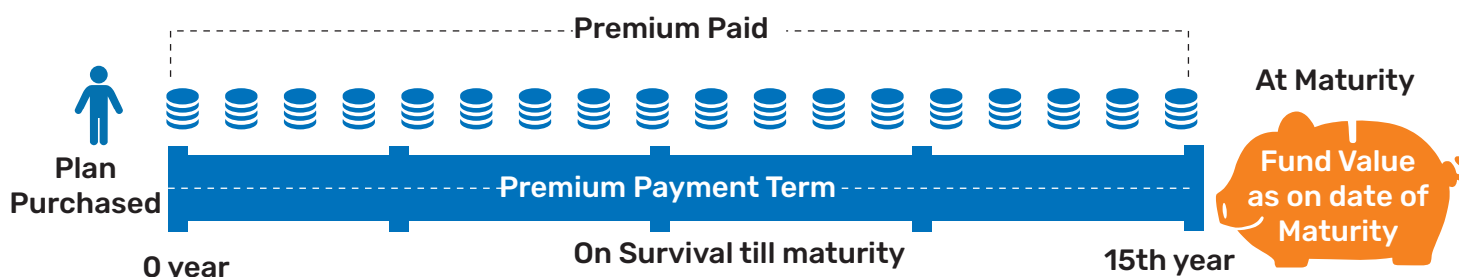 Premium Paid
Plan
Purchased
Premium Payment Term
At Maturity
Fund Value
as on date of
Maturity
0 year
On Survival till maturity
15th year